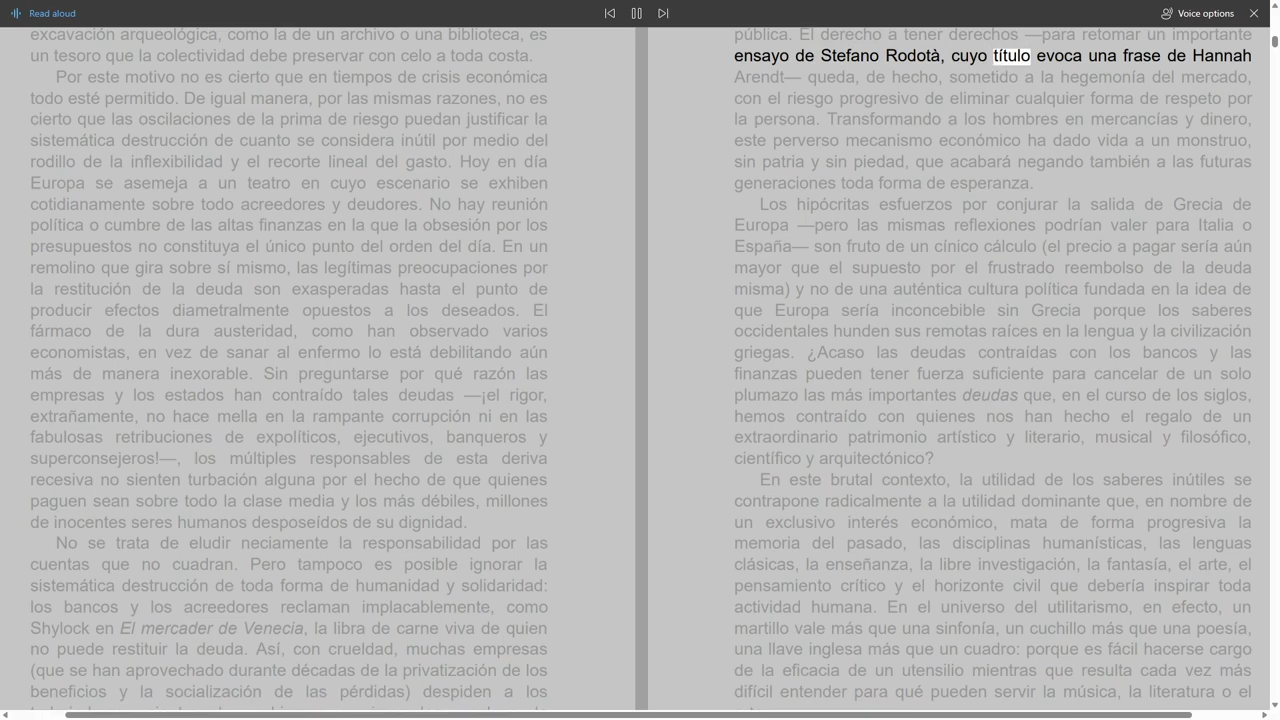 Read aloud
Voice options
excavación arqueológica, como la de un archivo o una biblioteca, es
un tesoro que la colectividad debe preservar con celo a toda costa.
Por este motivo no es cierto que en tiempos de crisis económica
todo esté permitido. De igual manera, por las mismas razones, no es
cierto que las oscilaciones de la prima de riesgo puedan justificar la
sistemática destrucción de cuanto se considera inútil por medio del
rodillo de la inflexibilidad y el recorte lineal del gasto. Hoy en día
Europa se asemeja a un teatro en cuyo escenario se exhiben
cotidianamente sobre todo acreedores y deudores. No hay reunión
política o cumbre de las altas finanzas en la que la obsesión por los
presupuestos no constituya el único punto del orden del día. En un
remolino que gira sobre sí mismo, las legítimas preocupaciones por
la restitución de la deuda son exasperadas hasta el punto de
producir efectos diametralmente opuestos a los deseados. El
fármaco de la dura austeridad, como han observado varios
economistas, en vez de sanar al enfermo lo está debilitando aún
más de manera inexorable. Sin preguntarse por qué razón las
empresas y los estados han contraído tales deudas —¡el rigor,
extrañamente, no hace mella en la rampante corrupción ni en las
fabulosas retribuciones de expolíticos, ejecutivos, banqueros y
superconsejeros!—, los múltiples responsables de esta deriva
recesiva no sienten turbación alguna por el hecho de que quienes
paguen sean sobre todo la clase media y los más débiles, millones
de inocentes seres humanos desposeídos de su dignidad.
No se trata de eludir neciamente la responsabilidad por las
cuentas que no cuadran. Pero tampoco es posible ignorar la
sistemática destrucción de toda forma de humanidad y solidaridad:
los bancos y los acreedores reclaman implacablemente, como
Shylock en El mercader de Venecia, la libra de carne viva de quien
no puede restituir la deuda. Así, con crueldad, muchas empresas
(que se han aprovechado durante décadas de la privatización de los
beneficios y la socialización de las pérdidas) despiden a los
pública. El derecho a tener derechos —para retomar un importante
ensayo de Stefano Rodotà, cuyo título evoca una frase de Hannah
Arendt— queda, de hecho, sometido a la hegemonía del mercado,
con el riesgo progresivo de eliminar cualquier forma de respeto por
la persona. Transformando a los hombres en mercancías y dinero,
este perverso mecanismo económico ha dado vida a un monstruo,
sin patria y sin piedad, que acabará negando también a las futuras
generaciones toda forma de esperanza.
Los hipócritas esfuerzos por conjurar la salida de Grecia de
Europa —pero las mismas reflexiones podrían valer para Italia o
España— son fruto de un cínico cálculo (el precio a pagar sería aún
mayor que el supuesto por el frustrado reembolso de la deuda
misma) y no de una auténtica cultura política fundada en la idea de
que Europa sería inconcebible sin Grecia porque los saberes
occidentales hunden sus remotas raíces en la lengua y la civilización
griegas. ¿Acaso las deudas contraídas con los bancos y las
finanzas pueden tener fuerza suficiente para cancelar de un solo
plumazo las más importantes deudas que, en el curso de los siglos,
hemos contraído con quienes nos han hecho el regalo de un
extraordinario patrimonio artístico y literario, musical y filosófico,
científico y arquitectónico?
En este brutal contexto, la utilidad de los saberes inútiles se
contrapone radicalmente a la utilidad dominante que, en nombre de
un exclusivo interés económico, mata de forma progresiva la
memoria del pasado, las disciplinas humanísticas, las lenguas
clásicas, la enseñanza, la libre investigación, la fantasía, el arte, el
pensamiento crítico y el horizonte civil que debería inspirar toda
actividad humana. En el universo del utilitarismo, en efecto, un
martillo vale más que una sinfonía, un cuchillo más que una poesía,
una llave inglesa más que un cuadro: porque es fácil hacerse cargo
de la eficacia de un utensilio mientras que resulta cada vez más
difícil entender para qué pueden servir la música, la literatura o el